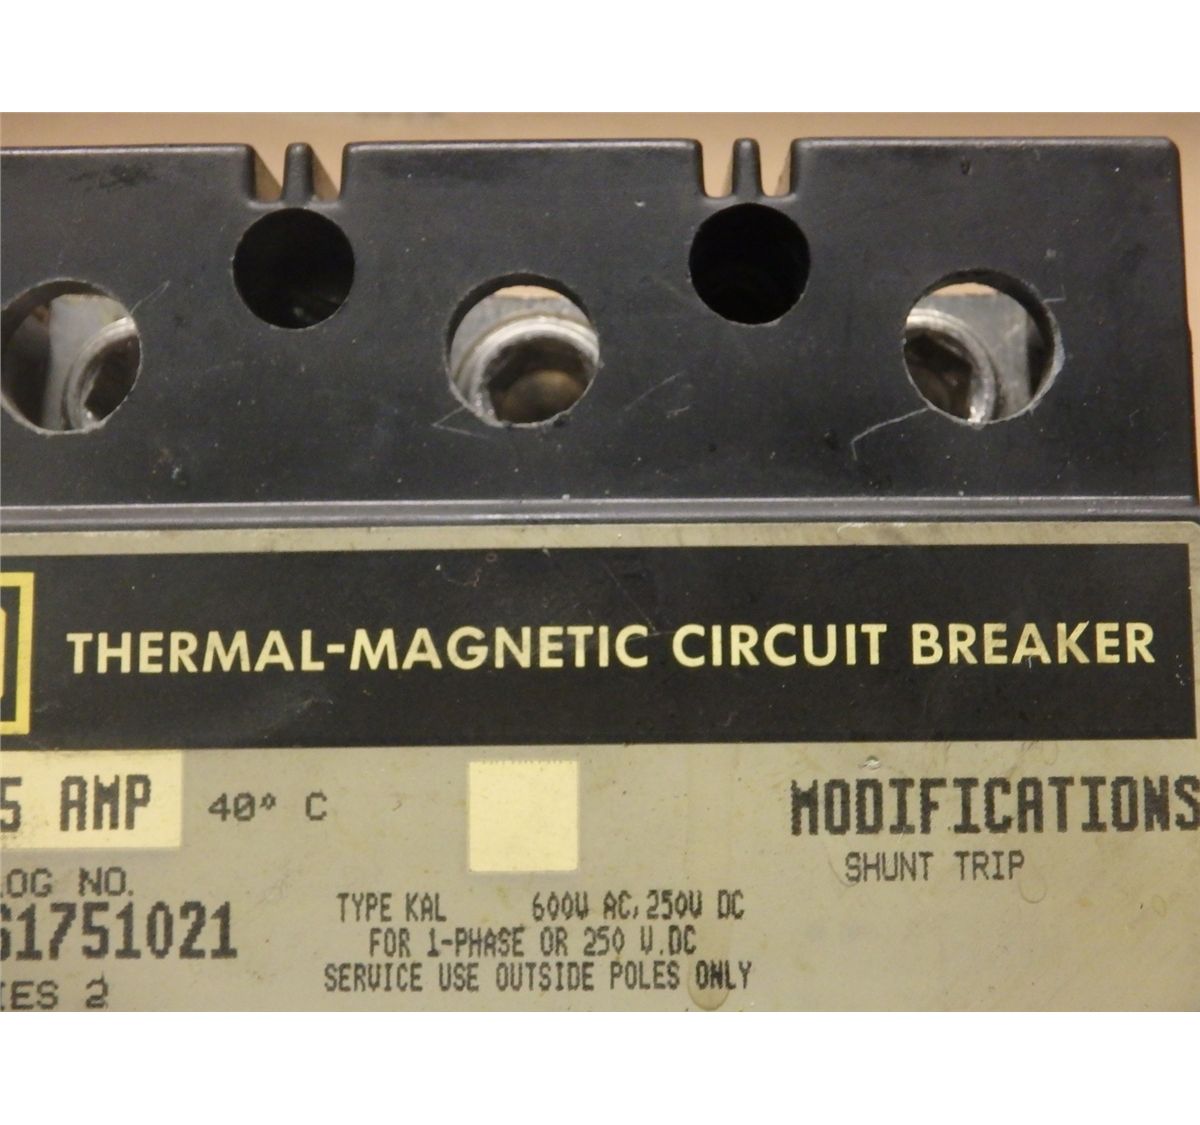 THERMAL-MAGNETIC CIRCUIT BREAKER
5 AMP 40° C
MODIFICATIONS
SHUNT TRIP
LOG NO.
61751021
IES 2
TYPE KAL 600V AC, 250V DC
FOR 1-PHASE OR 250 V.DC
SERVICE USE OUTSIDE POLES ONLY